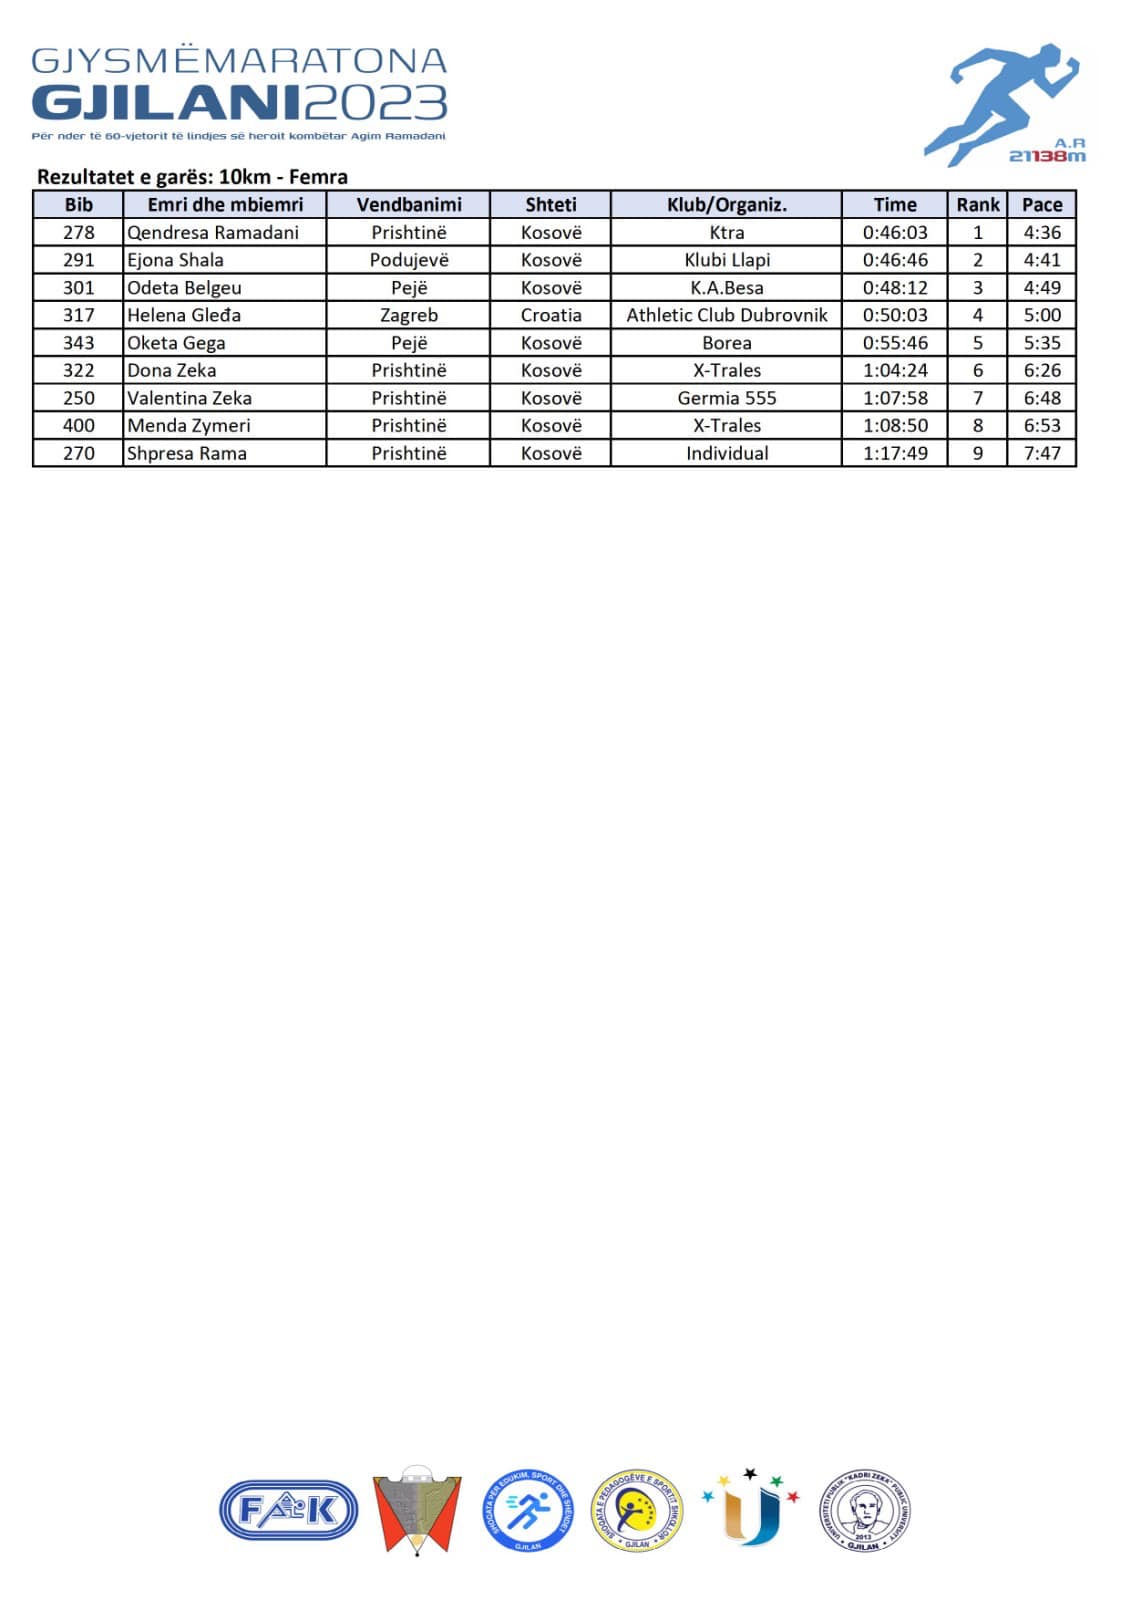 GJYSMËMARATONA
GJILANI2023
Për nder të 60-vjetorit të lindjes së heroit kombëtar Agim Ramadani
A.R
21138m
Rezultatet e garës: 10km - Femra
Bib Emri dhe mbiemri Vendbanimi Shteti Klub/Organiz. Time Rank Pace
278 Qendresa Ramadani Prishtinë Kosovë Ktra 0:46:03 1 4:36
291 Ejona Shala Podujevë Kosovë Klubi Llapi 0:46:46 2 4:41
301 Odeta Belgeu Pejë Kosovë K.A.Besa 0:48:12 3 4:49
317 Helena Gleđa Zagreb Croatia Athletic Club Dubrovnik 0:50:03 4 5:00
343 Oketa Gega Pejë Kosovë Borea 0:55:46 5 5:35
322 Dona Zeka Prishtinë Kosovë X-Trales 1:04:24 6 6:26
250 Valentina Zeka Prishtinë Kosovë Germia 555 1:07:58 7 6:48
400 Menda Zymeri Prishtinë Kosovë X-Trales 1:08:50 8 6:53
270 Shpresa Rama Prishtinë Kosovë Individual 1:17:49 9 7:47
FAK
SHOQATA PËR EDUKIM, SPORT DHE SHËNDET
GJILAN
SHOQATA E PEDAGOGËVE E SPORTIT SHKOLLOR
GJILAN
U
UNIVERSITETI PUBLIK "KADRI ZEKA" PUBLIC UNIVERSITY
2013
GJILAN